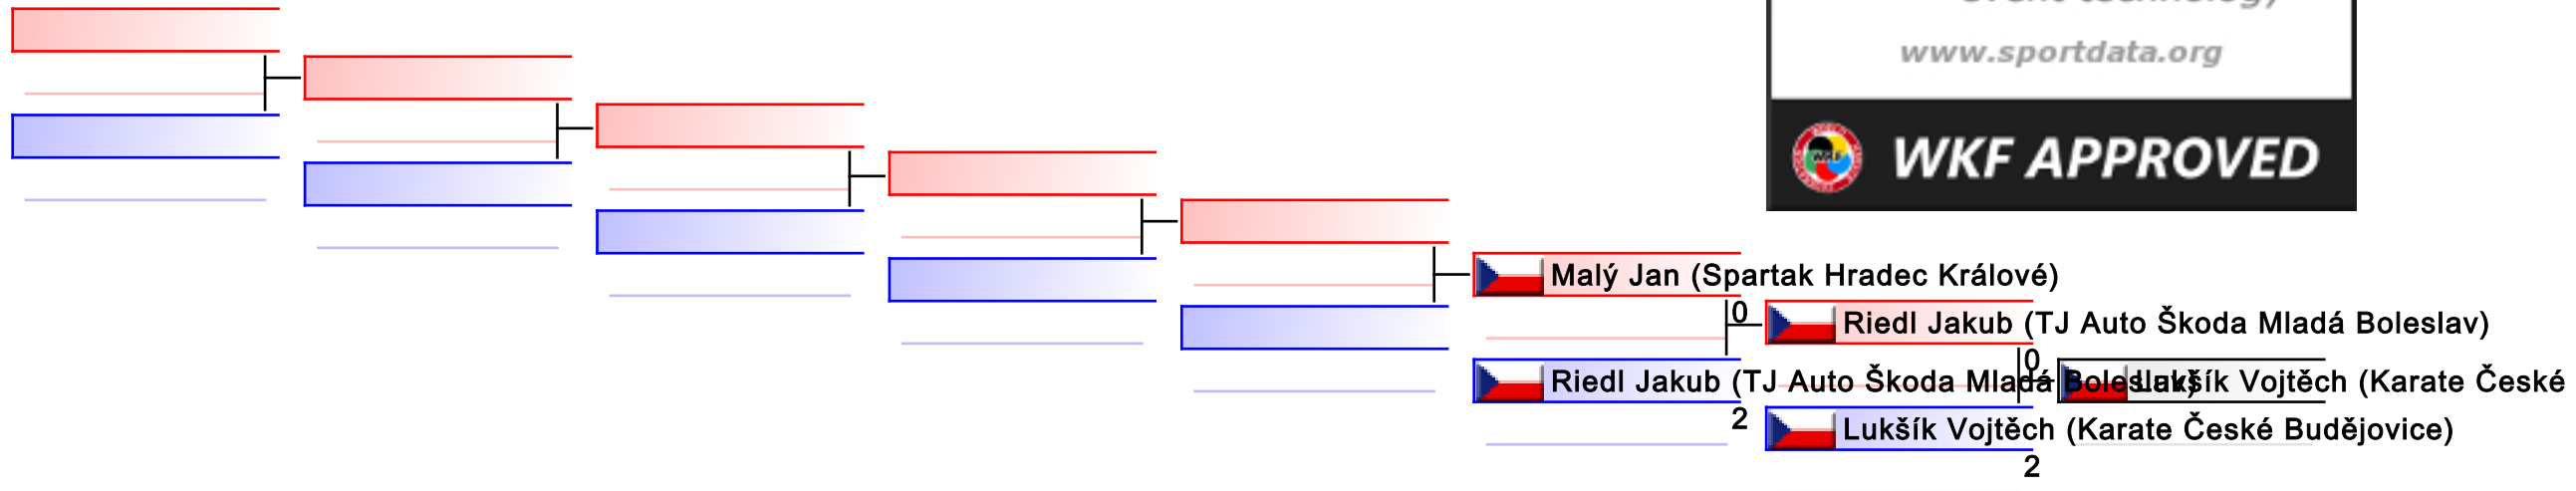 www.sportdata.org
WKF APPROVED
Malý Jan (Spartak Hradec Králové)
0
Riedl Jakub (TJ Auto Škoda Mladá Boleslav)
0
Riedl Jakub (TJ Auto Škoda Mladá Boleslav)
Lukšík Vojtěch (Karate České
2
Lukšík Vojtěch (Karate České Budějovice)
2